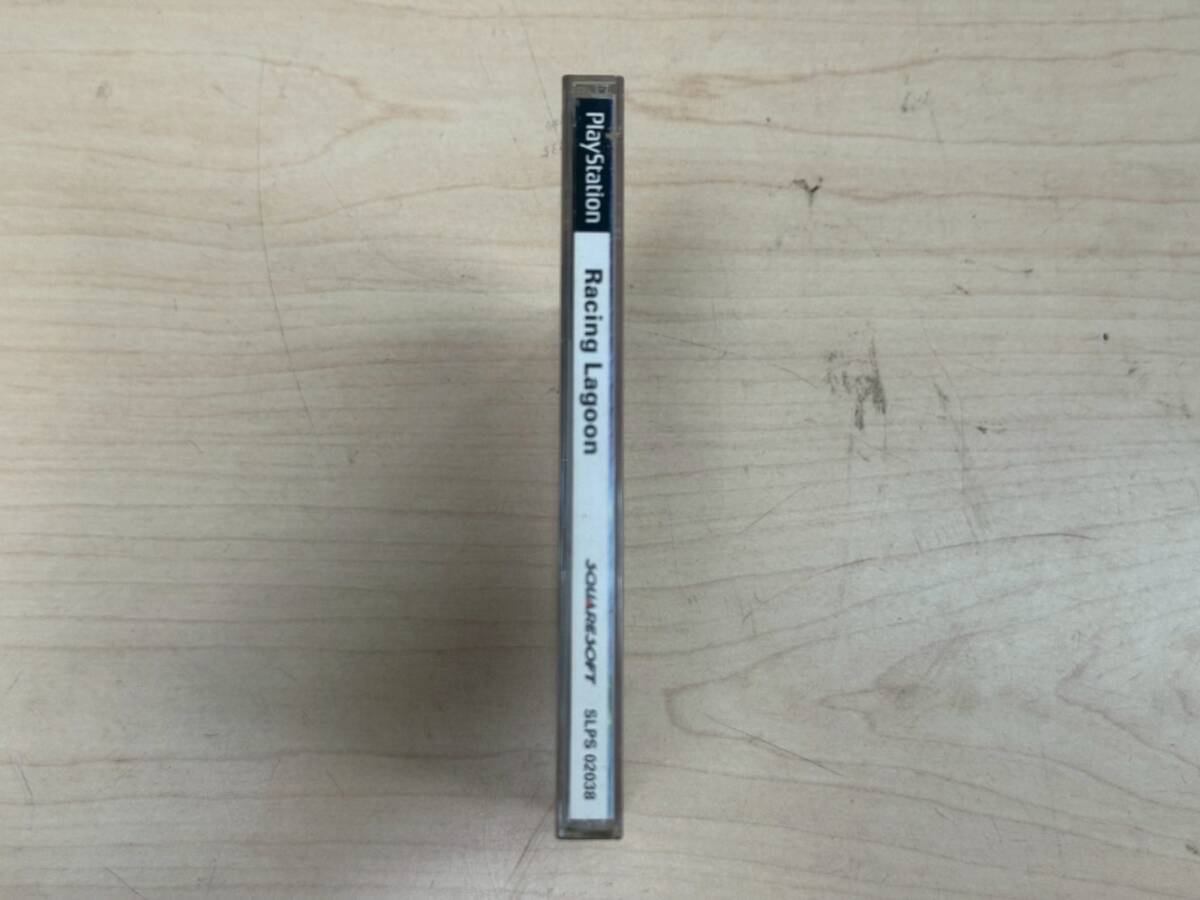 PlayStation
Racing Lagoon
SQUARESOFT
SLPS 02038